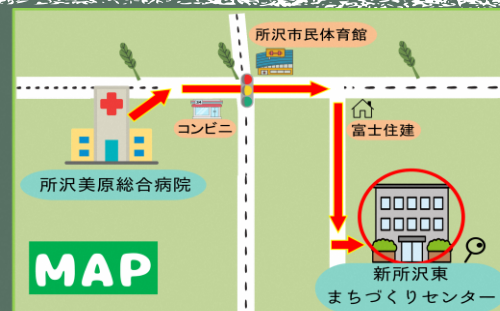 所沢市民体育館
コンビニ
富士住建
所沢美原総合病院
MAP
新所沢東
まちづくりセンター